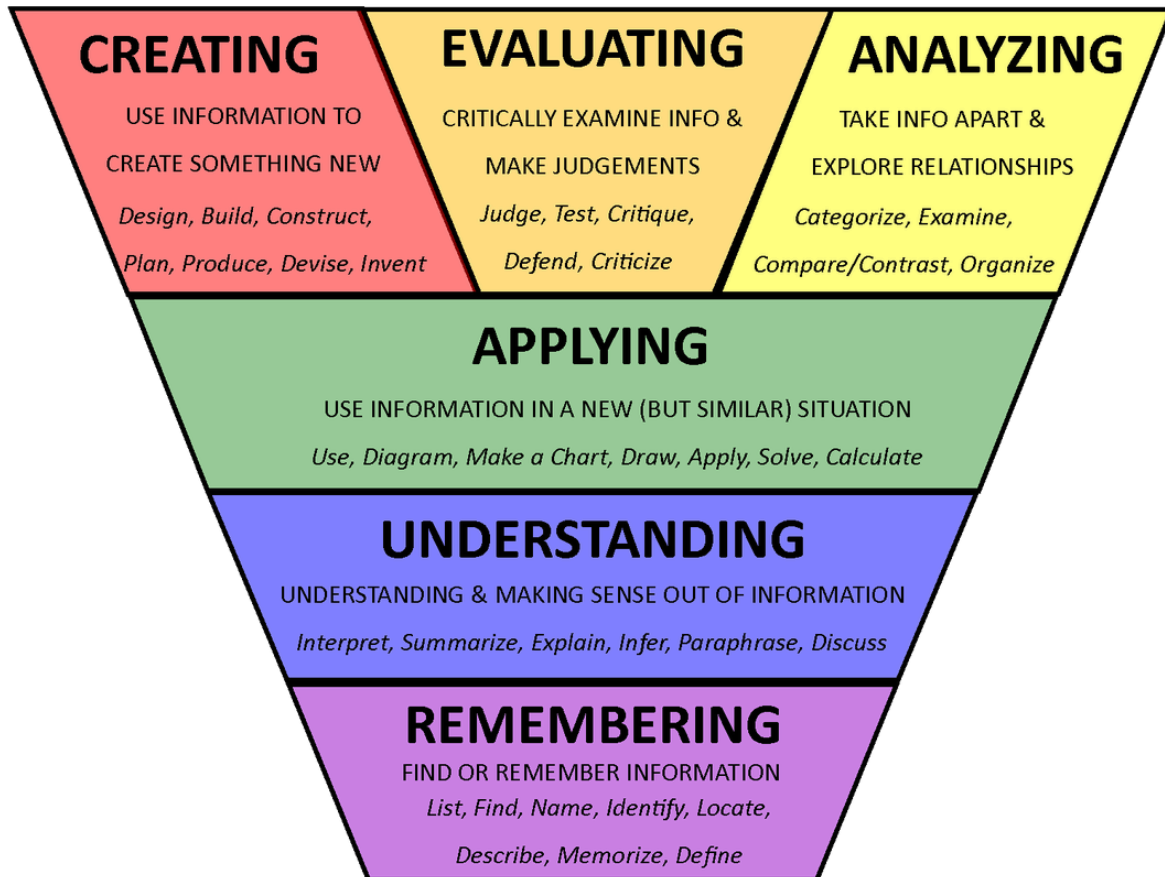 CREATING
USE INFORMATION TO
CREATE SOMETHING NEW
Design, Build, Construct,
Plan, Produce, Devise, Invent
EVALUATING
CRITICALLY EXAMINE INFO &
MAKE JUDGEMENTS
Judge, Test, Critique,
Defend, Criticize
ANALYZING
TAKE INFO APART &
EXPLORE RELATIONSHIPS
Categorize, Examine,
Compare/Contrast, Organize
APPLYING
USE INFORMATION IN A NEW (BUT SIMILAR) SITUATION
Use, Diagram, Make a Chart, Draw, Apply, Solve, Calculate
UNDERSTANDING
UNDERSTANDING & MAKING SENSE OUT OF INFORMATION
Interpret, Summarize, Explain, Infer, Paraphrase, Discuss
REMEMBERING
FIND OR REMEMBER INFORMATION
List, Find, Name, Identify, Locate,
Describe, Memorize, Define